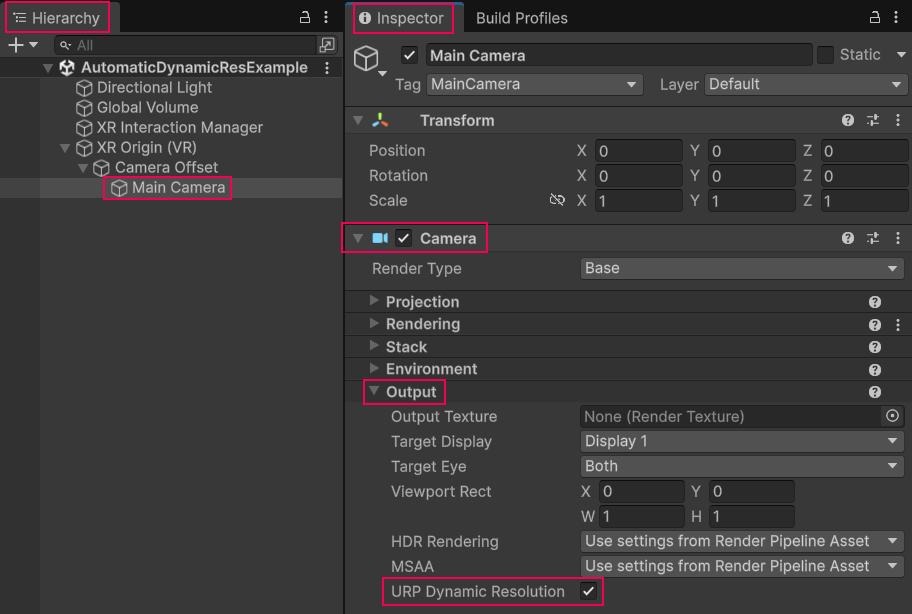 Hierarchy
All
AutomaticDynamicResExample
Directional Light
Global Volume
XR Interaction Manager
XR Origin (VR)
Camera Offset
Main Camera
Inspector Build Profiles
Main Camera Static
Tag MainCamera Layer Default
Transform
Position X 0 Y 0 Z 0
Rotation X 0 Y 0 Z 0
Scale X 1 Y 1 Z 1
Camera
Render Type Base
Projection
Rendering
Stack
Environment
Output
Output Texture None (Render Texture)
Target Display Display 1
Target Eye Both
Viewport Rect X 0 Y 0
W 1 H 1
HDR Rendering Use settings from Render Pipeline Asset
MSAA Use settings from Render Pipeline Asset
URP Dynamic Resolution